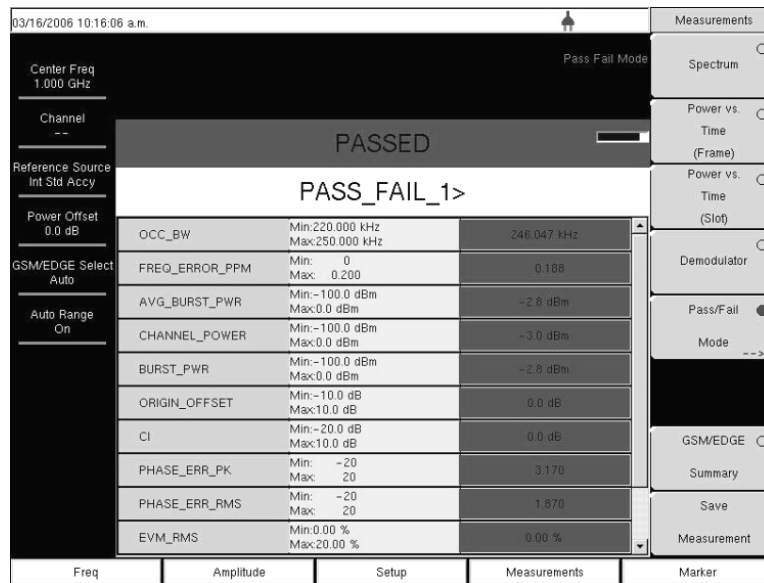 03/16/2006 10:16:06 a.m.
Measurements
Pass Fail Mode
Center Freq
1.000 GHz
Channel
--
Reference Source
Int Std Accy
Power Offset
0.0 dB
GSM/EDGE Select
Auto
Auto Range
On
PASSED
PASS_FAIL_1>
OCC_BW Min:220.000 kHz 246.047 kHz
Max:250.000 kHz
FREQ_ERROR_PPM Min: 0 0.188
Max: 0.200
AVG_BURST_PWR Min:-100.0 dBm -2.8 dBm
Max:0.0 dBm
CHANNEL_POWER Min:-100.0 dBm -3.0 dBm
Max:0.0 dBm
BURST_PWR Min:-100.0 dBm -2.8 dBm
Max:0.0 dBm
ORIGIN_OFFSET Min:-10.0 dB 0.0 dB
Max:10.0 dB
CI Min:-20.0 dB 0.0 dB
Max:10.0 dB
PHASE_ERR_PK Min: -20 3.170
Max: 20
PHASE_ERR_RMS Min: -20 1.870
Max: 20
EVM_RMS Min:0.00 % 0.00 %
Max:20.00 %
Spectrum
Power vs.
Time
(Frame)
Power vs.
Time
(Slot)
Demodulator
Pass/Fail
Mode
-->
GSM/EDGE
Summary
Save
Measurement
Freq
Amplitude
Setup
Measurements
Marker